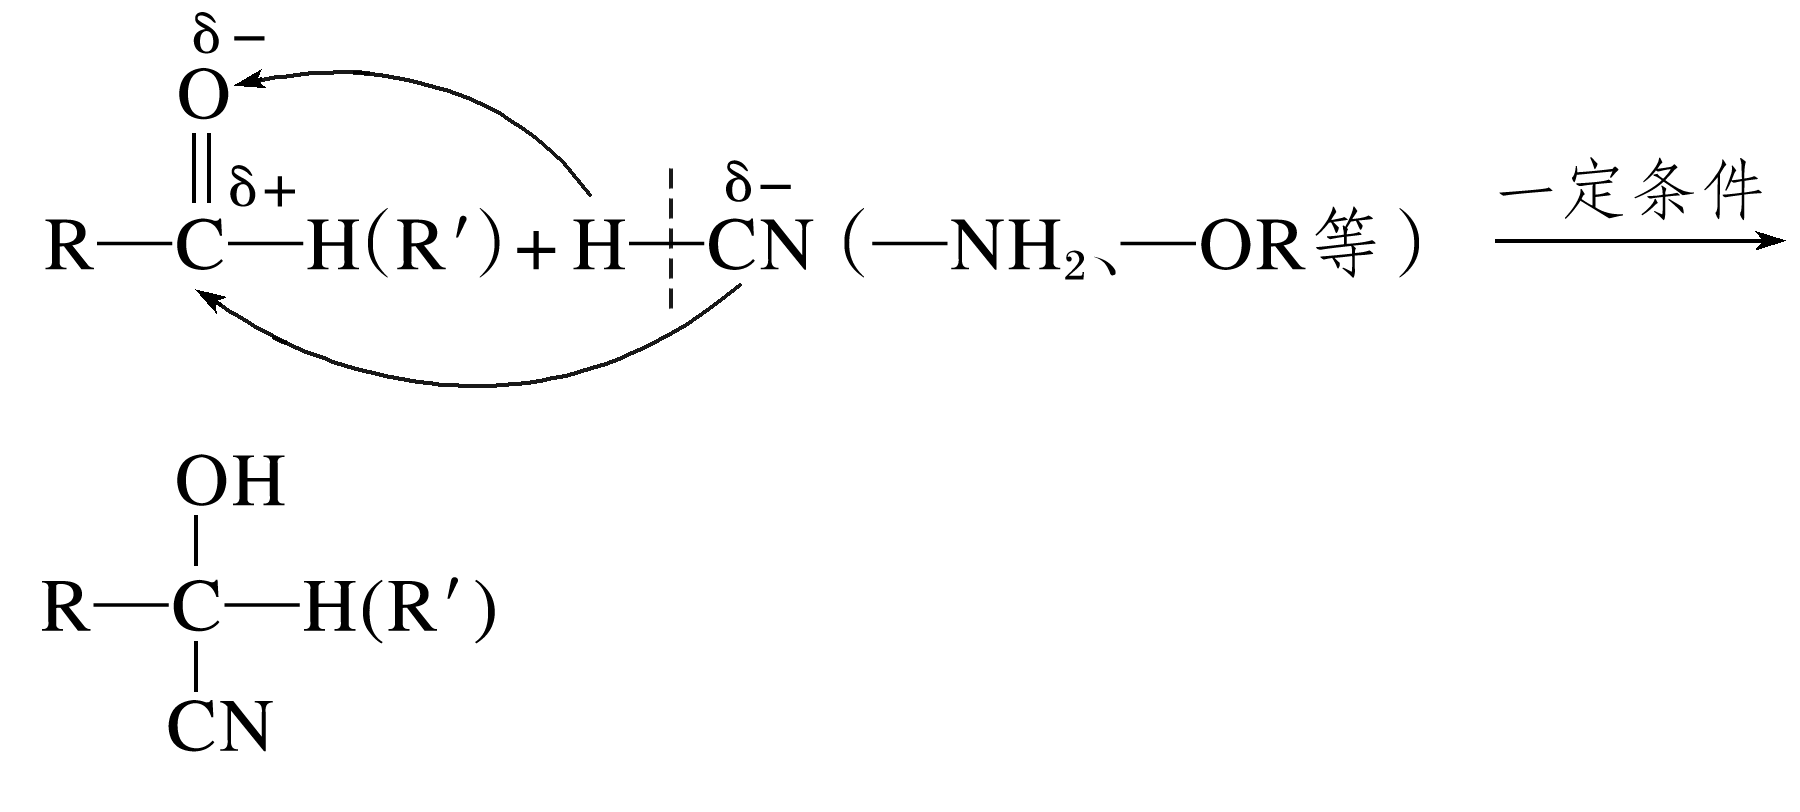 δ−
O
δ+ δ−
R—C—H(R′)+H—CN(—NH₂、—OR等) 一定条件
OH
R—C—H(R′)
CN